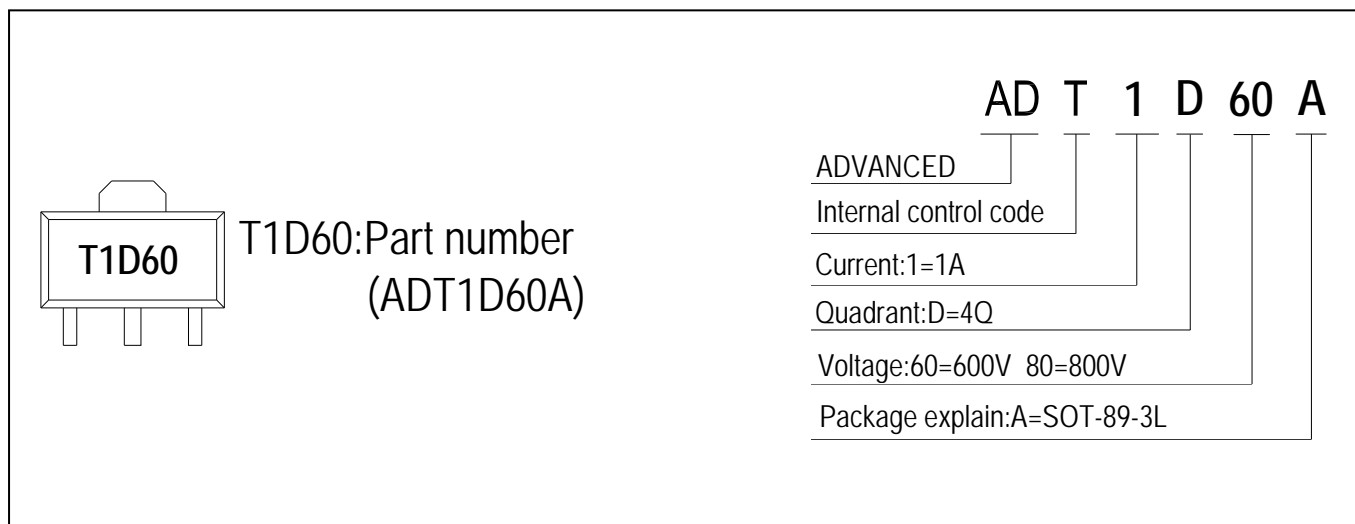 T1D60
T1D60:Part number
(ADT1D60A)
AD T 1 D 60 A
ADVANCED
Internal control code
Current:1=1A
Quadrant:D=4Q
Voltage:60=600V 80=800V
Package explain:A=SOT-89-3L